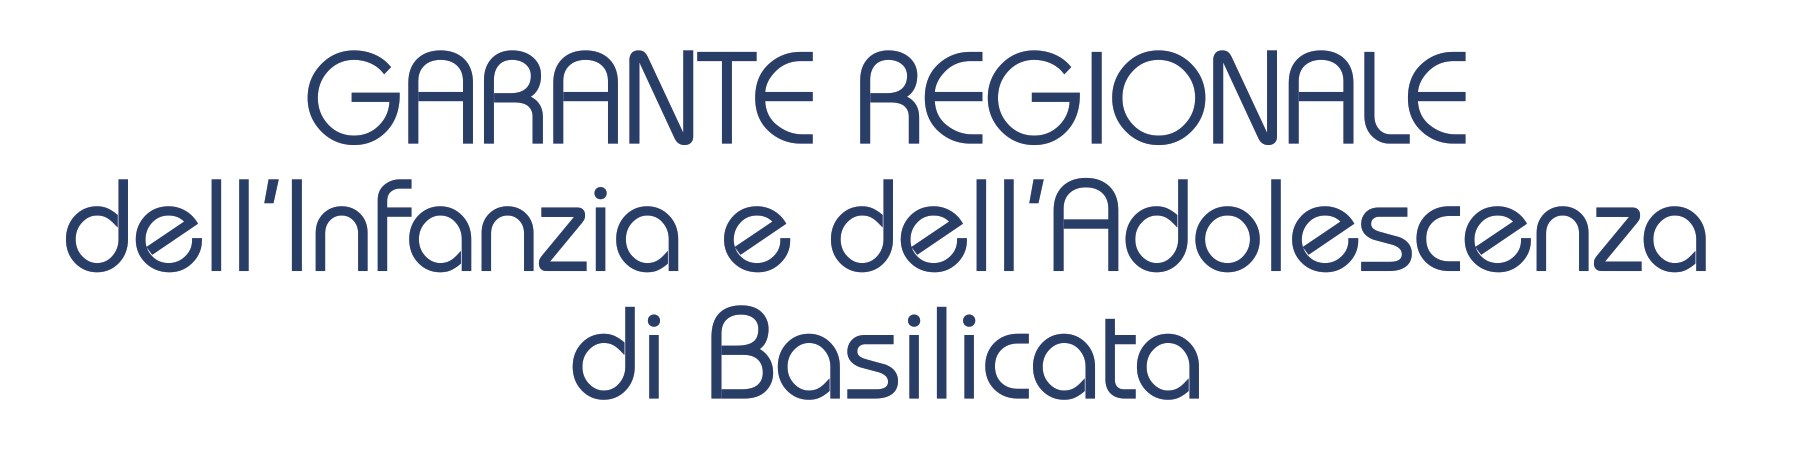 GARANTE REGIONALE
dell'Infanzia e dell'Adolescenza
di Basilicata